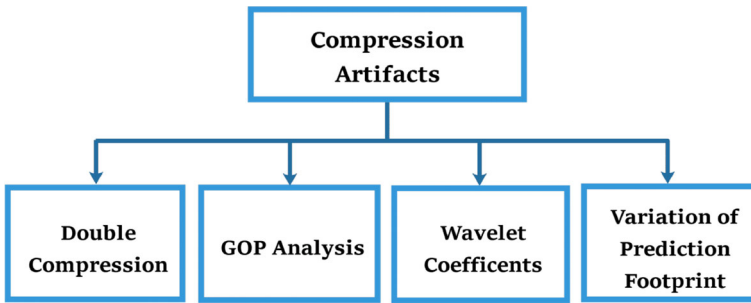 Compression
Artifacts
Double
Compression
GOP Analysis
Wavelet
Coefficents
Variation of
Prediction
Footprint